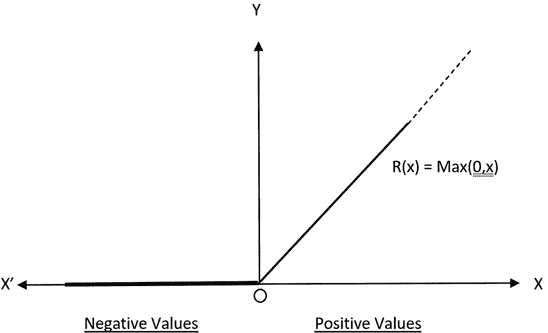 Y
R(x) = Max(0,x)
X’
X
O
Negative Values
Positive Values